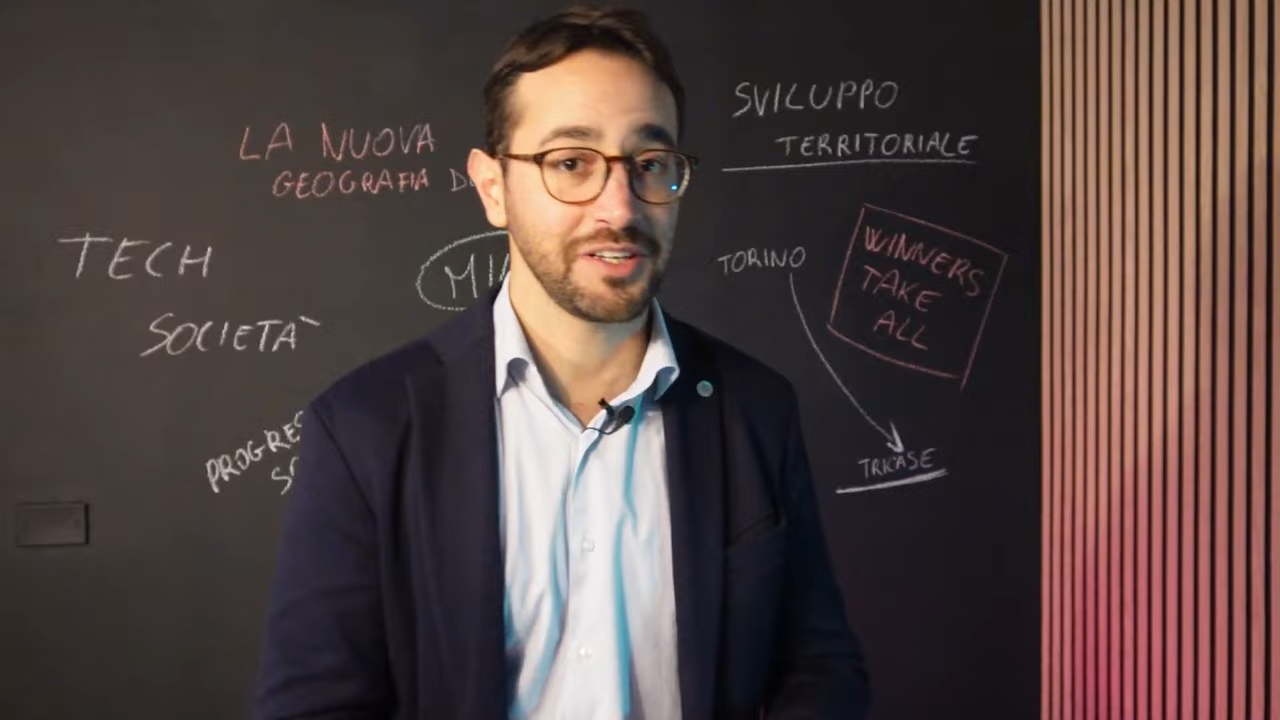 SVILUPPO
TERRITORIALE
LA NUOVA
GEOGRAFIA
TECH
SOCIETÀ
TORINO
WINNERS
TAKE
ALL
TRICASE